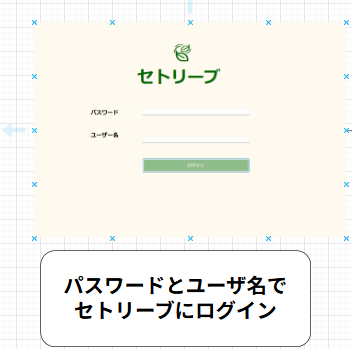 セトリーブ
パスワード
ユーザー名
ログイン
パスワードとユーザ名で
セトリーブにログイン